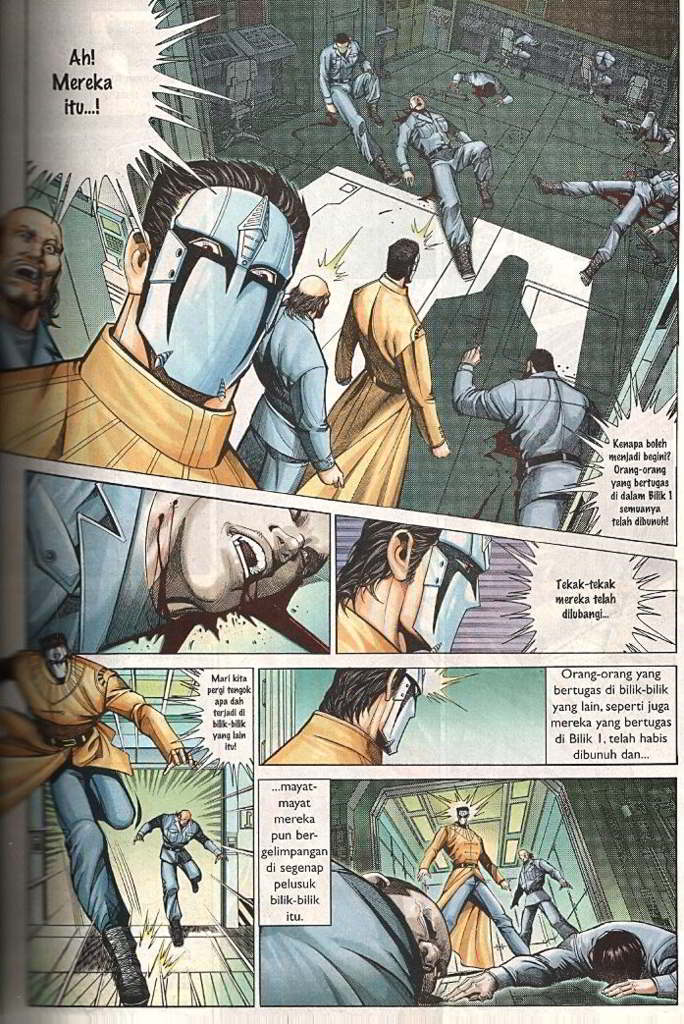 Ah!
Mereka
itu...!
Kenapa boleh
menjadi begini?
Orang-orang
yang bertugas
di dalam Bilik 1
semuanya
telah dibunuh!
Tekak-tekak
mereka telah
dilubangi...
Mari kita
pergi tengok
apa dah
terjadi di
bilik-bilik
yang lain
itu!
Orang-orang yang
bertugas di bilik-bilik
yang lain, seperti juga
mereka yang bertugas
di Bilik 1, telah habis
dibunuh dan...
...mayat-
mayat
mereka
pun ber-
gelimpangan
di segenap
pelusuk
bilik-bilik
itu.